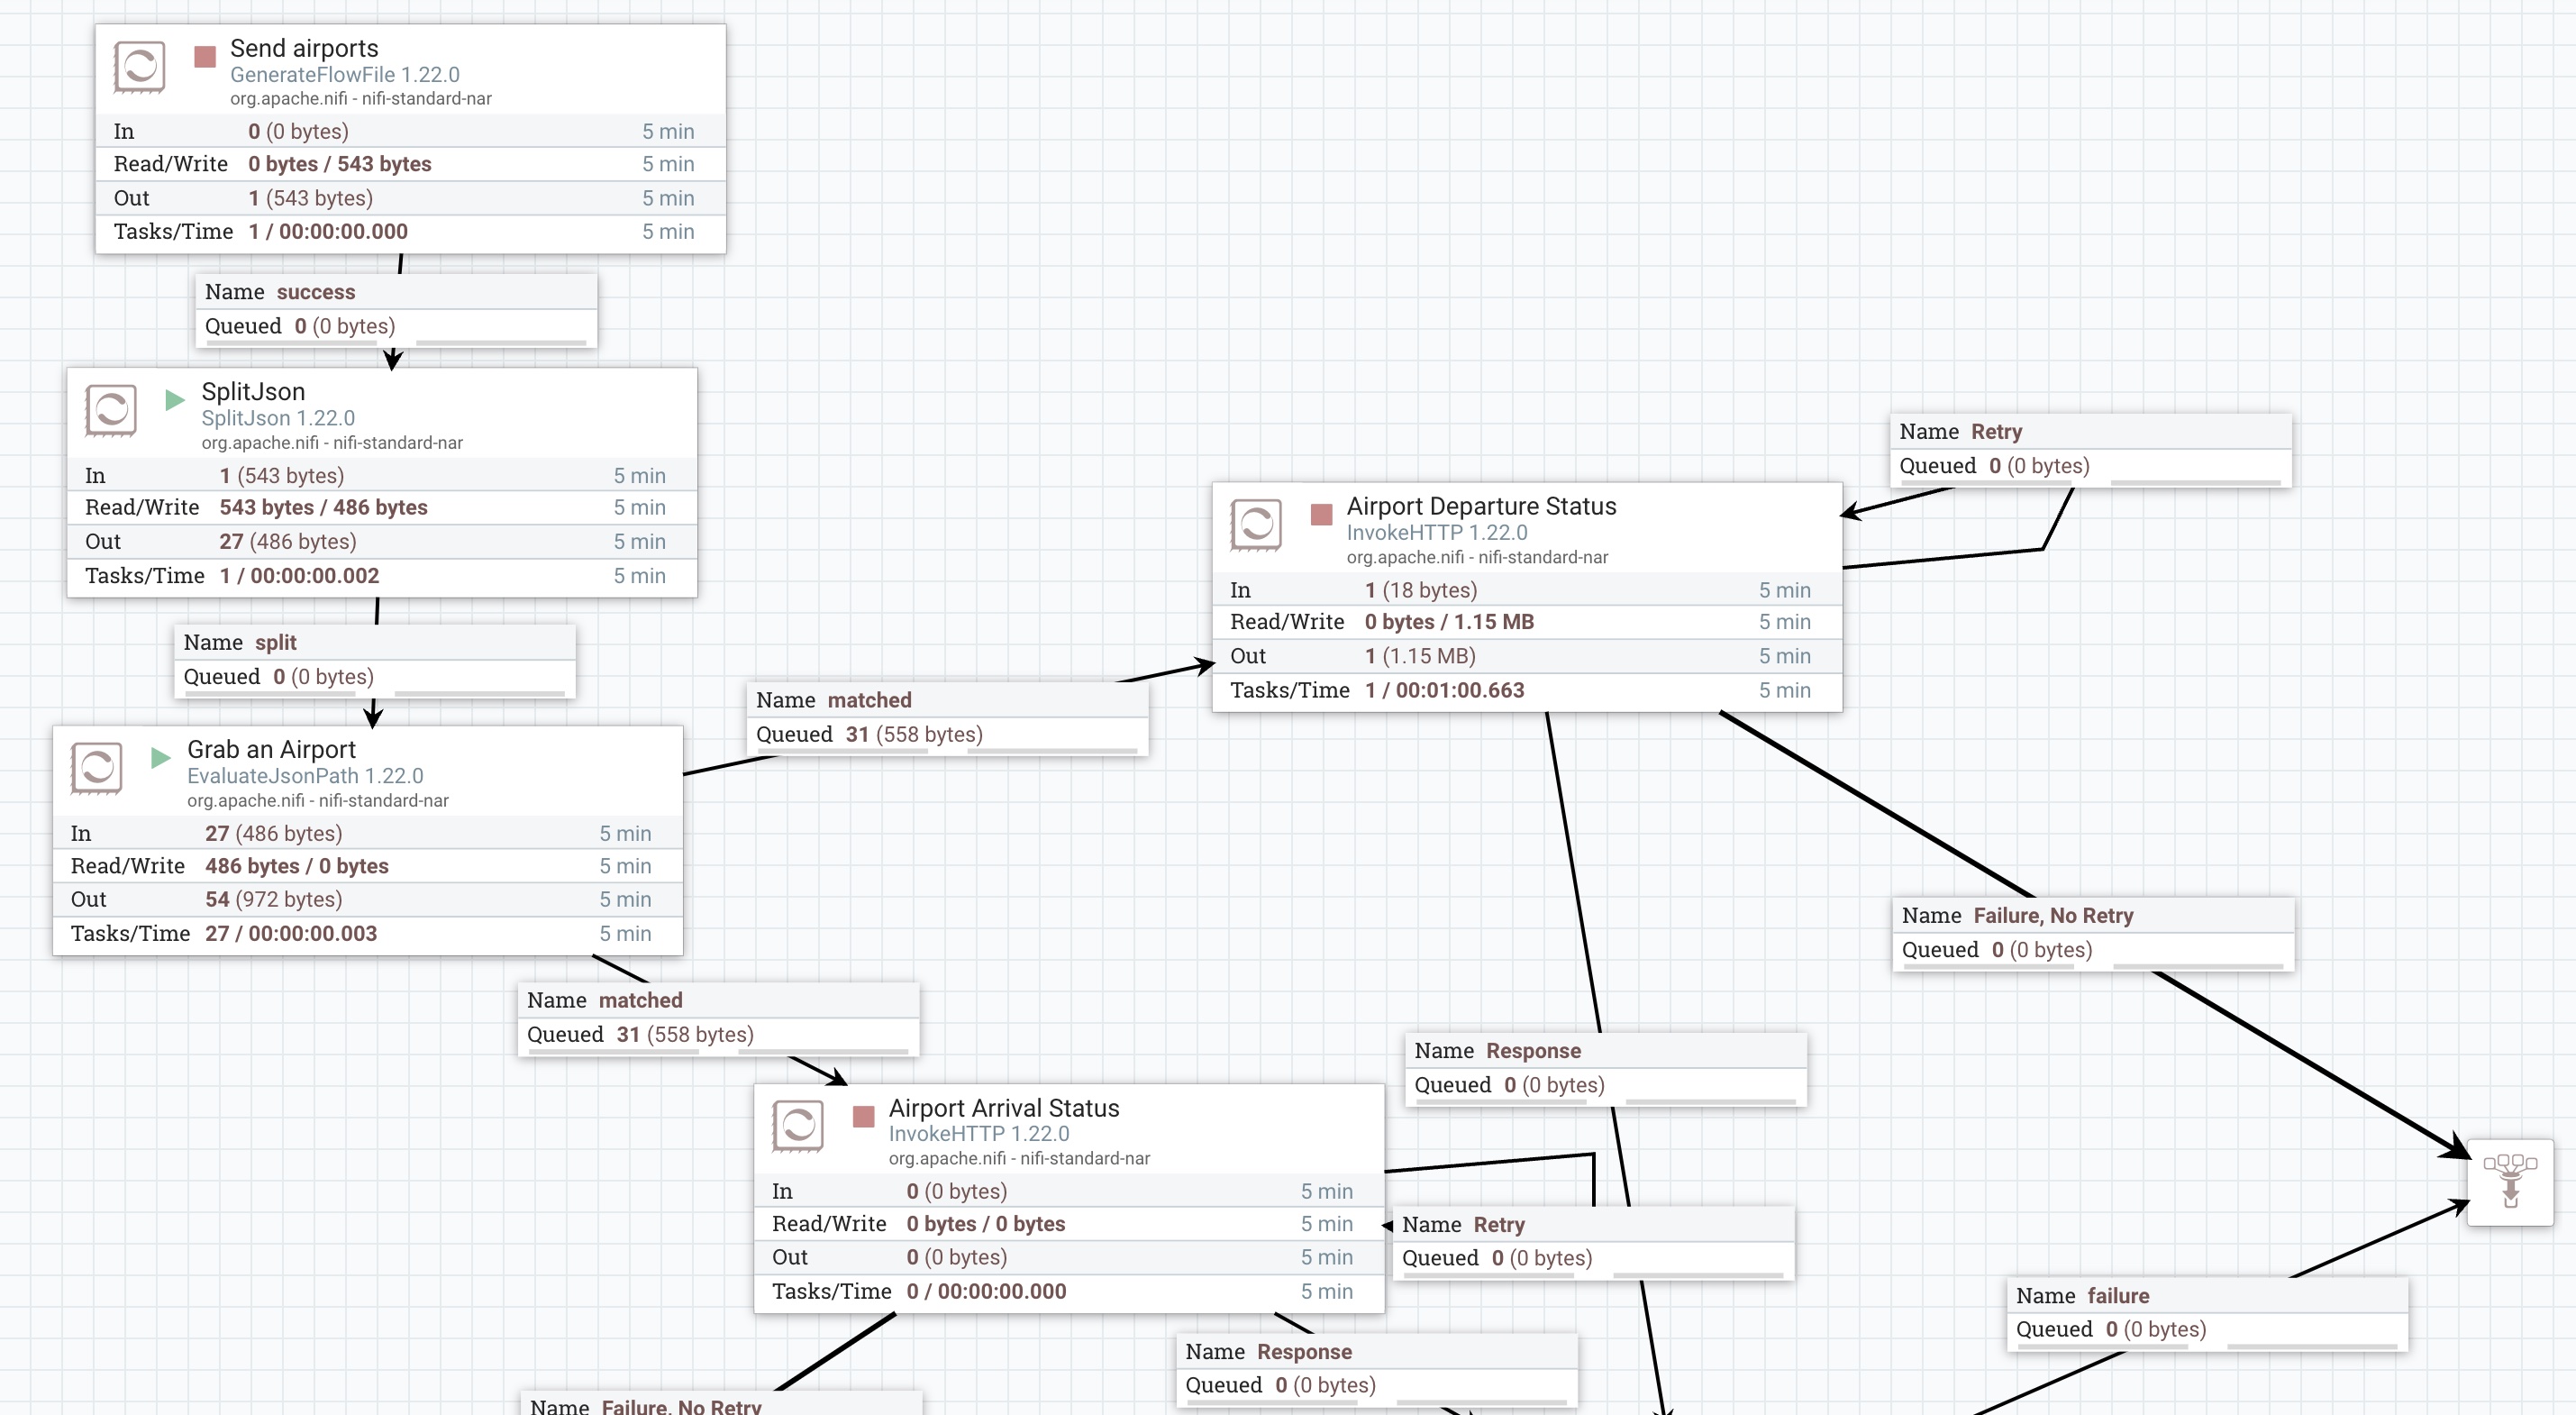 Send airports
GenerateFlowFile 1.22.0
org.apache.nifi - nifi-standard-nar
In 0 (0 bytes) 5 min
Read/Write 0 bytes / 543 bytes 5 min
Out 1 (543 bytes) 5 min
Tasks/Time 1 / 00:00:00.000 5 min
Name success
Queued 0 (0 bytes)
SplitJson
SplitJson 1.22.0
org.apache.nifi - nifi-standard-nar
In 1 (543 bytes) 5 min
Read/Write 543 bytes / 486 bytes 5 min
Out 27 (486 bytes) 5 min
Tasks/Time 1 / 00:00:00.002 5 min
Name split
Queued 0 (0 bytes)
Grab an Airport
EvaluateJsonPath 1.22.0
org.apache.nifi - nifi-standard-nar
In 27 (486 bytes) 5 min
Read/Write 486 bytes / 0 bytes 5 min
Out 54 (972 bytes) 5 min
Tasks/Time 27 / 00:00:00.003 5 min
Name matched
Queued 31 (558 bytes)
Name Retry
Queued 0 (0 bytes)
Airport Departure Status
InvokeHTTP 1.22.0
org.apache.nifi - nifi-standard-nar
In 1 (18 bytes) 5 min
Read/Write 0 bytes / 1.15 MB 5 min
Out 1 (1.15 MB) 5 min
Tasks/Time 1 / 00:01:00.663 5 min
Name Failure, No Retry
Queued 0 (0 bytes)
Name matched
Queued 31 (558 bytes)
Name Response
Queued 0 (0 bytes)
Airport Arrival Status
InvokeHTTP 1.22.0
org.apache.nifi - nifi-standard-nar
In 0 (0 bytes) 5 min
Read/Write 0 bytes / 0 bytes 5 min
Out 0 (0 bytes) 5 min
Tasks/Time 0 / 00:00:00.000 5 min
Name Retry
Queued 0 (0 bytes)
Name failure
Queued 0 (0 bytes)
Name Response
Queued 0 (0 bytes)
Name Failure, No Retry